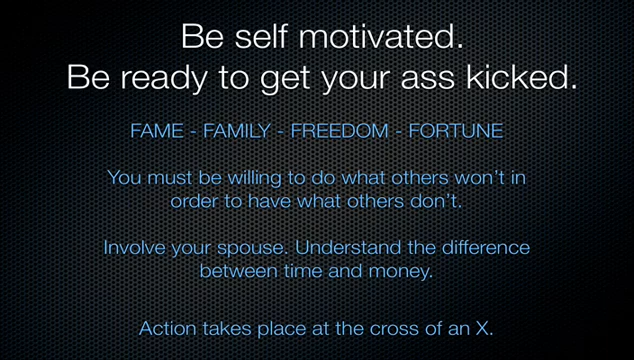 Be self motivated.
Be ready to get your ass kicked.
FAME - FAMILY - FREEDOM - FORTUNE
You must be willing to do what others won't in
order to have what others don't.
Involve your spouse. Understand the difference
between time and money.
Action takes place at the cross of an X.